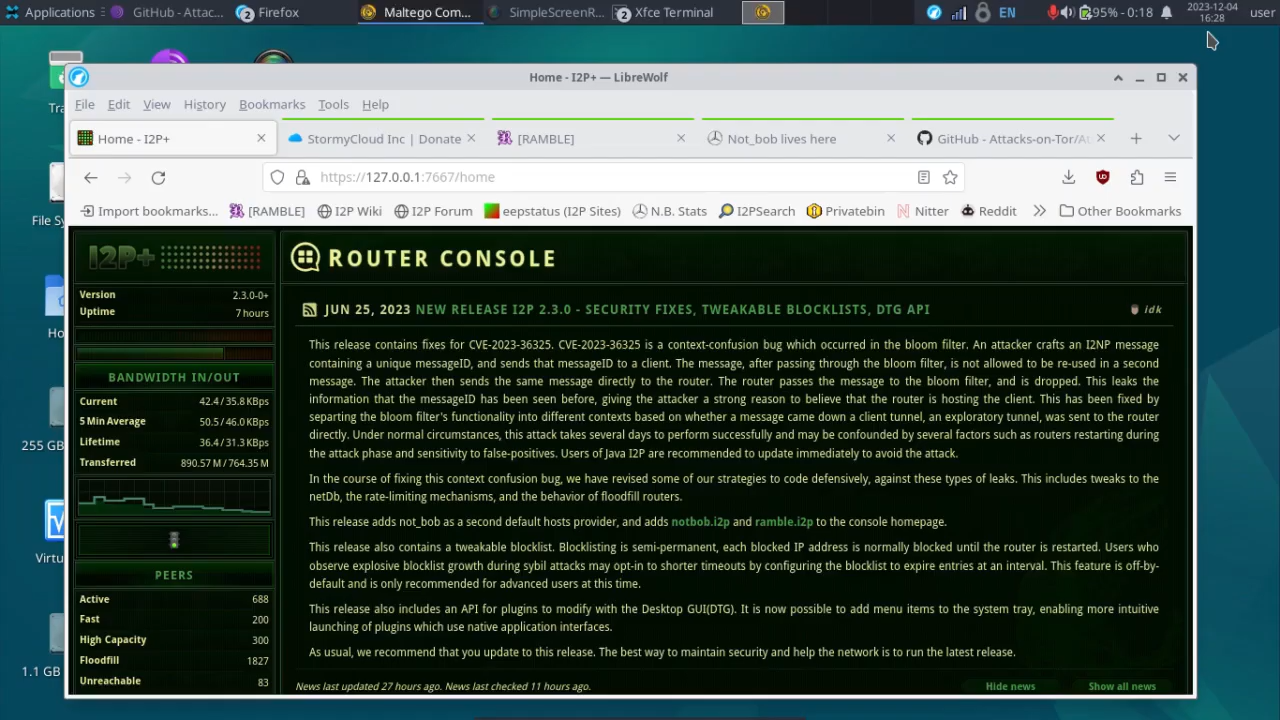 Applications
GitHub - Attac...
Firefox
Maltego Com...
SimpleScreenR...
Xfce Terminal
EN
95% - 0:18
2023-12-04
16:28
user
Tra
File Sy
Ho
255 GB
Virtu
1.1 G
Home - I2P+ — LibreWolf
File Edit View History Bookmarks Tools Help
Home - I2P+
StormyCloud Inc | Donate
[RAMBLE]
Not_bob lives here
GitHub - Attacks-on-Tor/At
https://127.0.0.1:7667/home
Import bookmarks...
[RAMBLE]
I2P Wiki
I2P Forum
eepstatus (I2P Sites)
N.B. Stats
I2PSearch
Privatebin
Nitter
Reddit
Other Bookmarks
I2P+
Version 2.3.0-0+
Uptime 7 hours
BANDWIDTH IN/OUT
Current 42.4 / 35.8 KBps
5 Min Average 50.5 / 46.0 KBps
Lifetime 36.4 / 31.3 KBps
Transferred 890.57 M / 764.35 M
PEERS
Active 688
Fast 200
High Capacity 300
Floodfill 1827
Unreachable 83
ROUTER CONSOLE
JUN 25, 2023 NEW RELEASE I2P 2.3.0 - SECURITY FIXES, TWEAKABLE BLOCKLISTS, DTG API
idk
This release contains fixes for CVE-2023-36325. CVE-2023-36325 is a context-confusion bug which occurred in the bloom filter. An attacker crafts an I2NP message
containing a unique messageID, and sends that messageID to a client. The message, after passing through the bloom filter, is not allowed to be re-used in a second
message. The attacker then sends the same message directly to the router. The router passes the message to the bloom filter, and is dropped. This leaks the
information that the messageID has been seen before, giving the attacker a strong reason to believe that the router is hosting the client. This has been fixed by
separting the bloom filter's functionality into different contexts based on whether a message came down a client tunnel, an exploratory tunnel, was sent to the router
directly. Under normal circumstances, this attack takes several days to perform successfully and may be confounded by several factors such as routers restarting during
the attack phase and sensitivity to false-positives. Users of Java I2P are recommended to update immediately to avoid the attack.
In the course of fixing this context confusion bug, we have revised some of our strategies to code defensively, against these types of leaks. This includes tweaks to the
netDb, the rate-limiting mechanisms, and the behavior of floodfill routers.
This release adds not_bob as a second default hosts provider, and adds notbob.i2p and ramble.i2p to the console homepage.
This release also contains a tweakable blocklist. Blocklisting is semi-permanent, each blocked IP address is normally blocked until the router is restarted. Users who
observe explosive blocklist growth during sybil attacks may opt-in to shorter timeouts by configuring the blocklist to expire entries at an interval. This feature is off-by-
default and is only recommended for advanced users at this time.
This release also includes an API for plugins to modify with the Desktop GUI(DTG). It is now possible to add menu items to the system tray, enabling more intuitive
launching of plugins which use native application interfaces.
As usual, we recommend that you update to this release. The best way to maintain security and help the network is to run the latest release.
News last updated 27 hours ago. News last checked 11 hours ago.
Hide news
Show all news